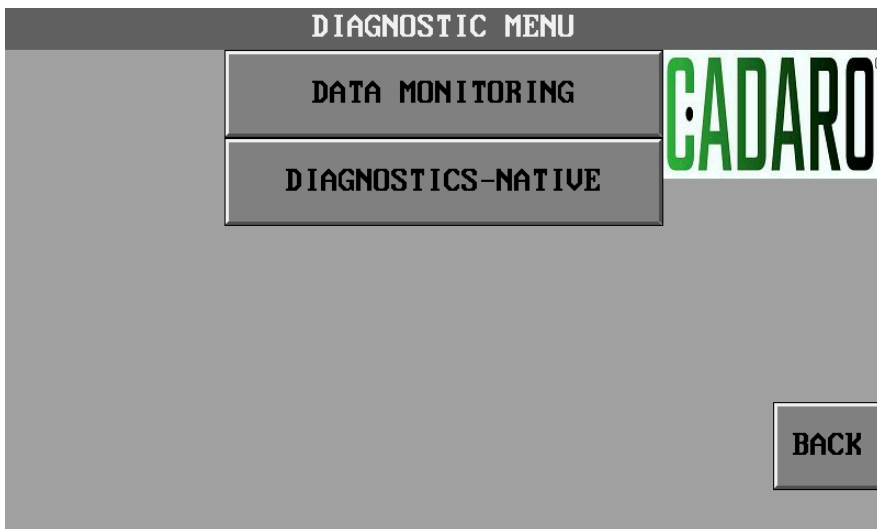 DIAGNOSTIC MENU
DATA MONITORING
CADARO
DIAGNOSTICS-NATIVE
BACK